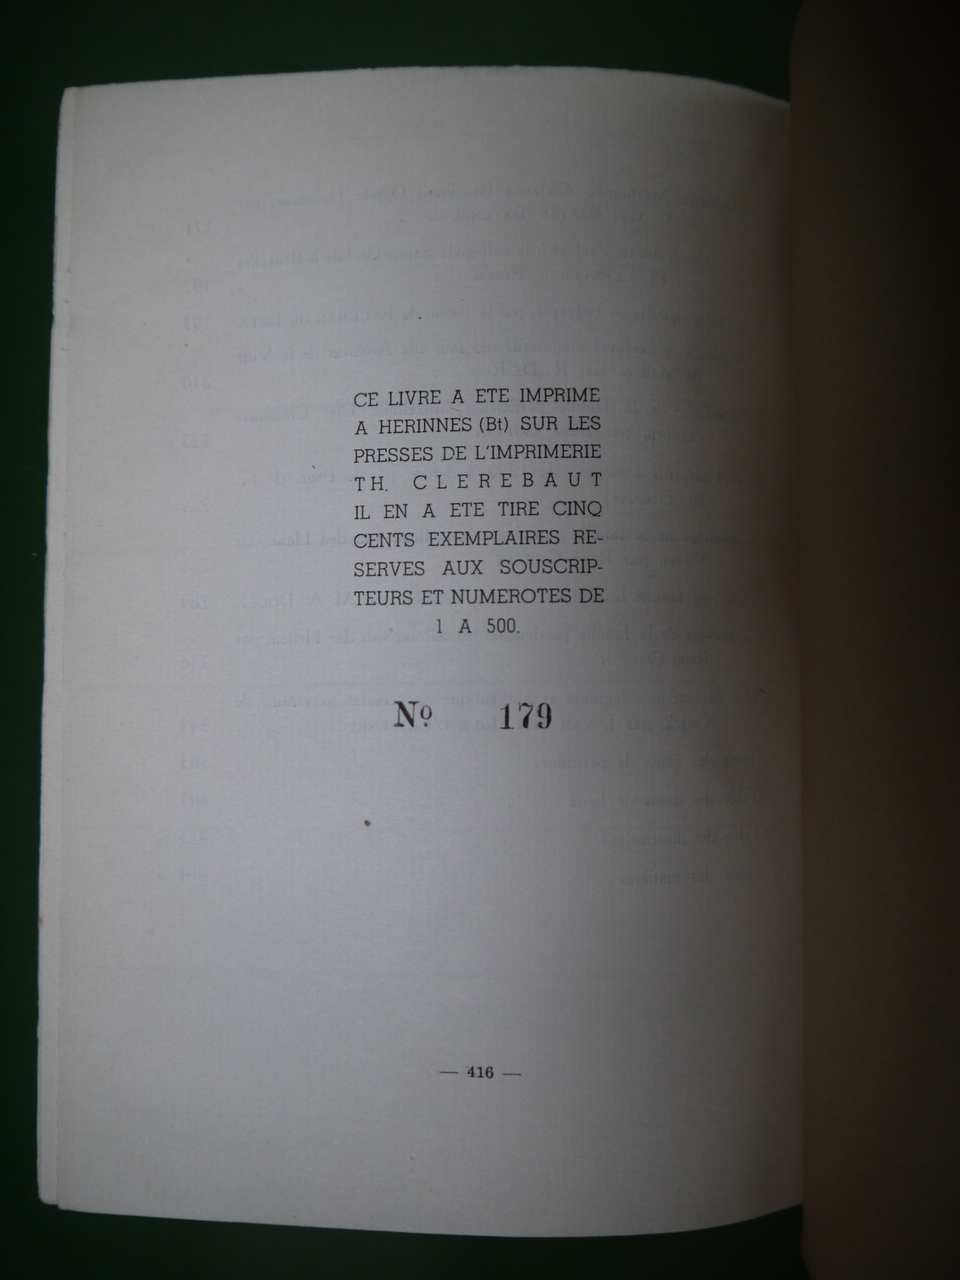 CE LIVRE A ETE IMPRIME
A HERINNES (Bt) SUR LES
PRESSES DE L'IMPRIMERIE
TH. CLEREBAUT
IL EN A ETE TIRE CINQ
CENTS EXEMPLAIRES RE-
SERVES AUX SOUSCRIP-
TEURS ET NUMEROTES DE
1 A 500.
Nº 179
— 416 —